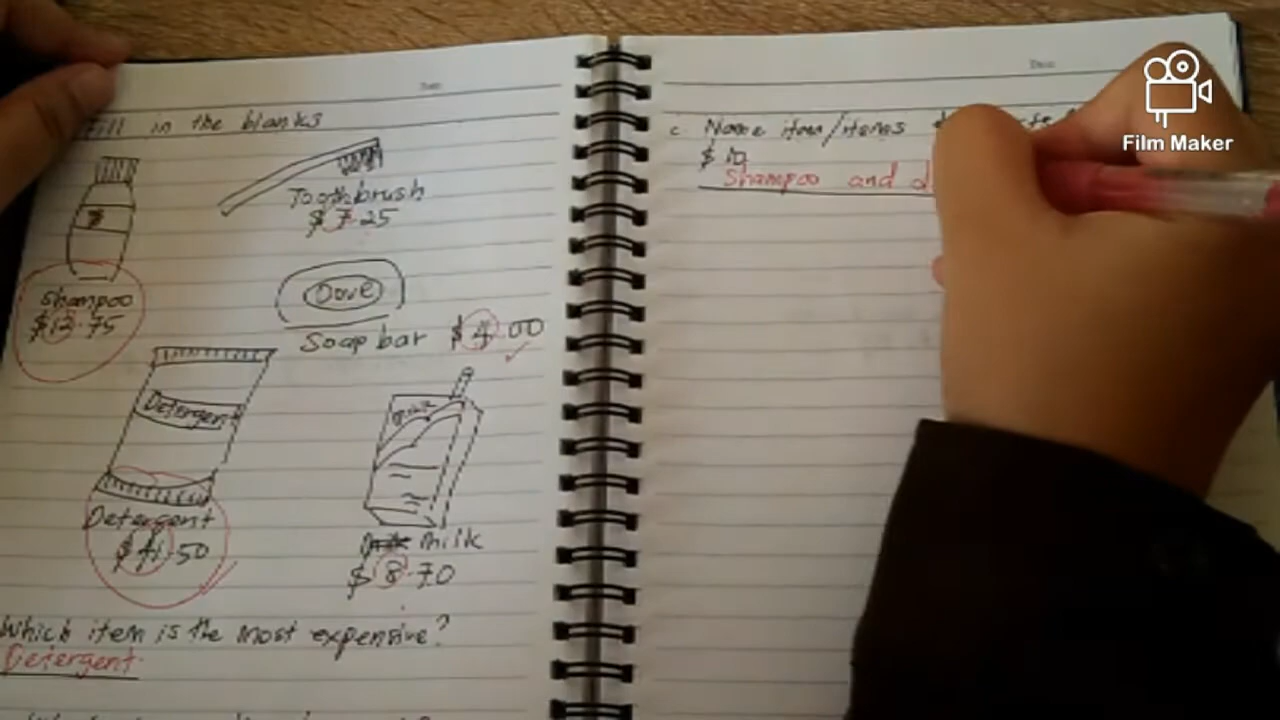 Fill in the blanks
Toothbrush
$ 7.25
Shampoo
$12.75
Dove
Soap bar $4.00
Detergent
Detergent
$41.50
milk
$8.70
Which item is the most expensive?
Detergent
Date
c Name item/items
$10
Shampoo and d
Film Maker